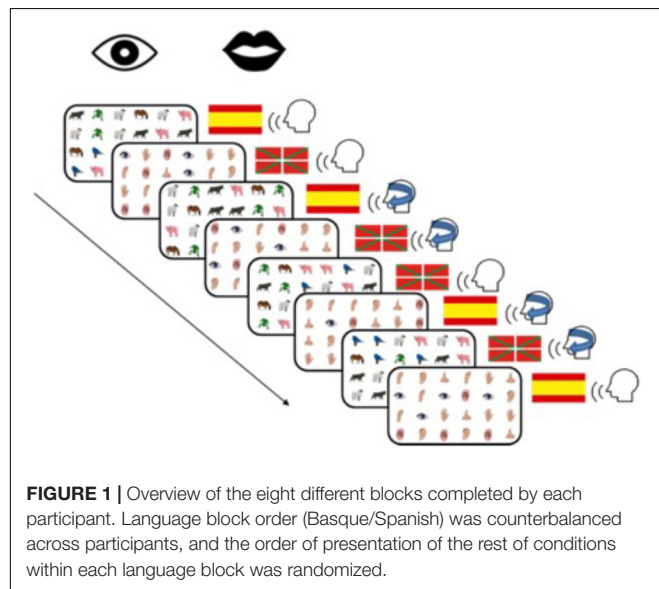 FIGURE 1 | Overview of the eight different blocks completed by each
participant. Language block order (Basque/Spanish) was counterbalanced
across participants, and the order of presentation of the rest of conditions
within each language block was randomized.